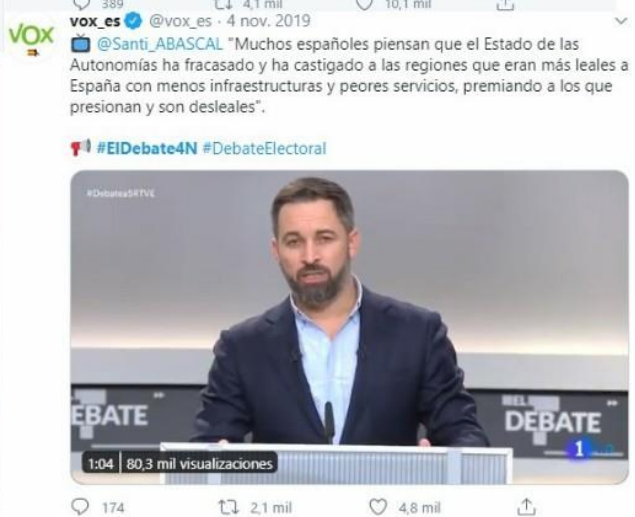 389 4,1 mil 10,1 mil
VOX
vox_es @vox_es · 4 nov. 2019
@Santi_ABASCAL "Muchos españoles piensan que el Estado de las
Autonomías ha fracasado y ha castigado a las regiones que eran más leales a
España con menos infraestructuras y peores servicios, premiando a los que
presionan y son desleales".
#ElDebate4N #DebateElectoral
#DebateaSRTVE
EBATE
EL
DEBATE
1
1:04 80,3 mil visualizaciones
174 2,1 mil 4,8 mil